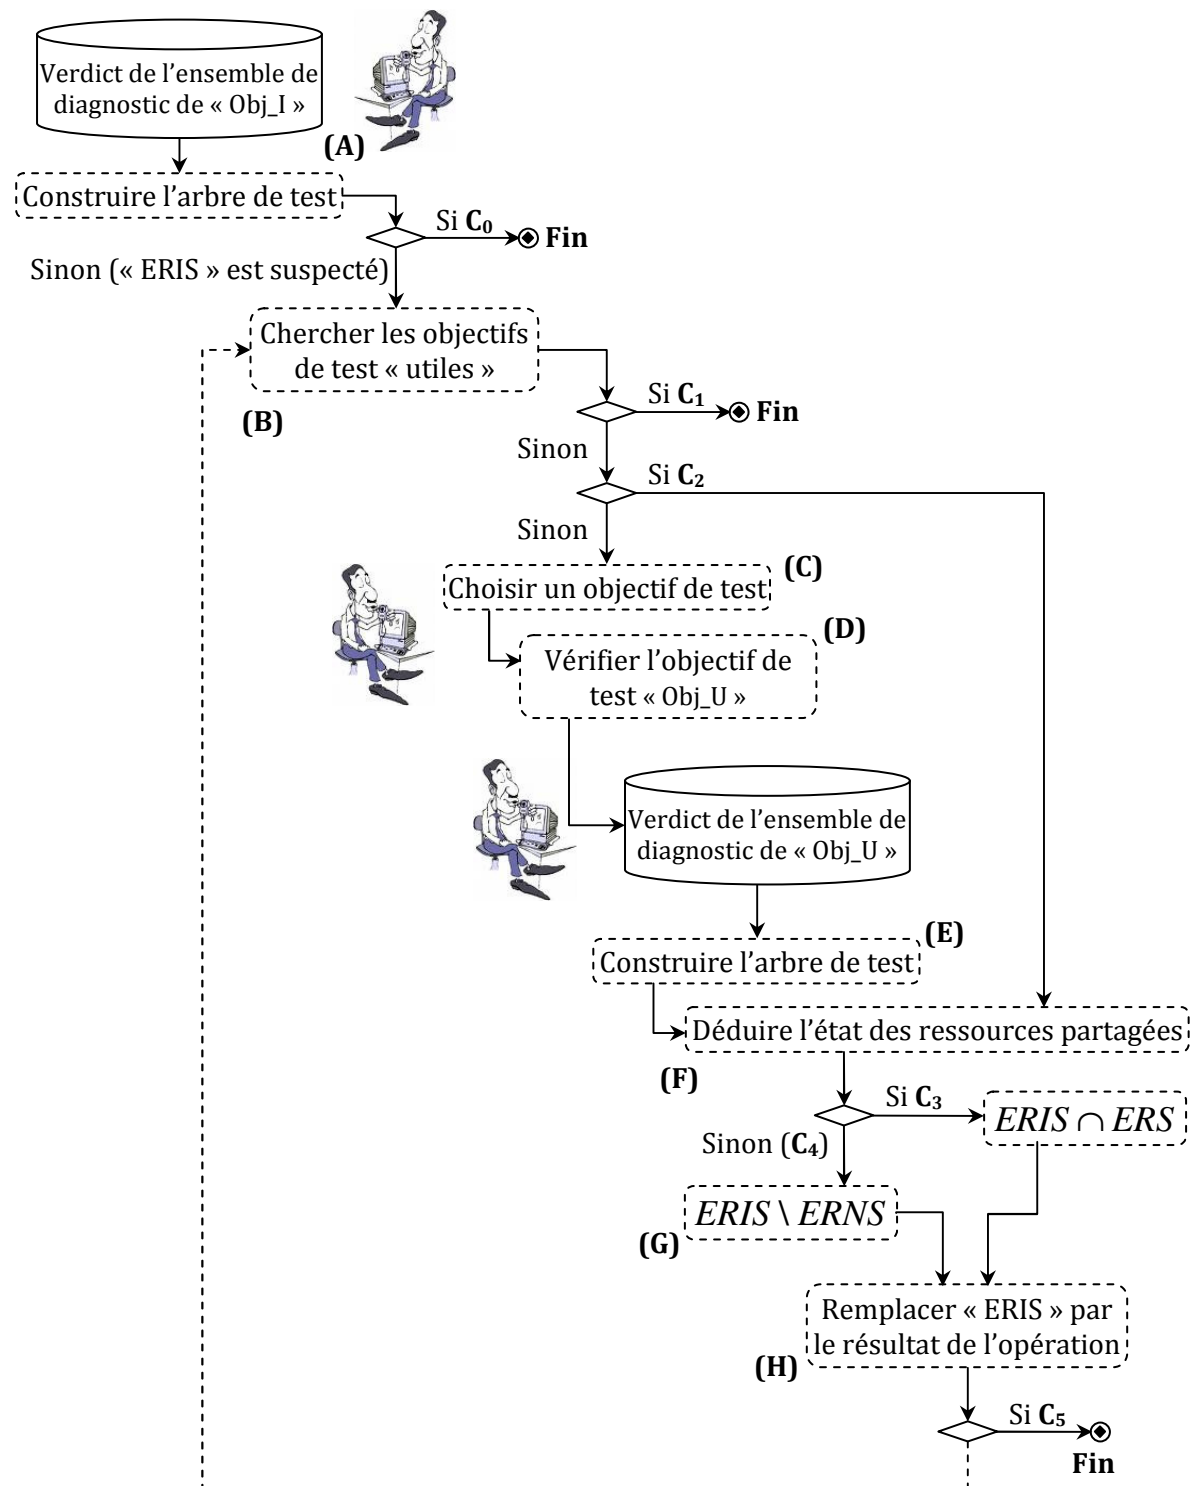 Verdict de l’ensemble de
diagnostic de « Obj_I »
(A)
Construire l’arbre de test
Si C₀
Fin
Sinon (« ERIS » est suspecté)
Chercher les objectifs
de test « utiles »
(B)
Si C₁
Fin
Sinon
Si C₂
Sinon
(C)
Choisir un objectif de test
(D)
Vérifier l’objectif de
test « Obj_U »
Verdict de l’ensemble de
diagnostic de « Obj_U »
(E)
Construire l’arbre de test
Déduire l’état des ressources partagées
(F)
Si C₃
ERIS ∩ ERS
Sinon (C₄)
ERIS \ ERNS
(G)
Remplacer « ERIS » par
le résultat de l’opération
(H)
Si C₅
Fin